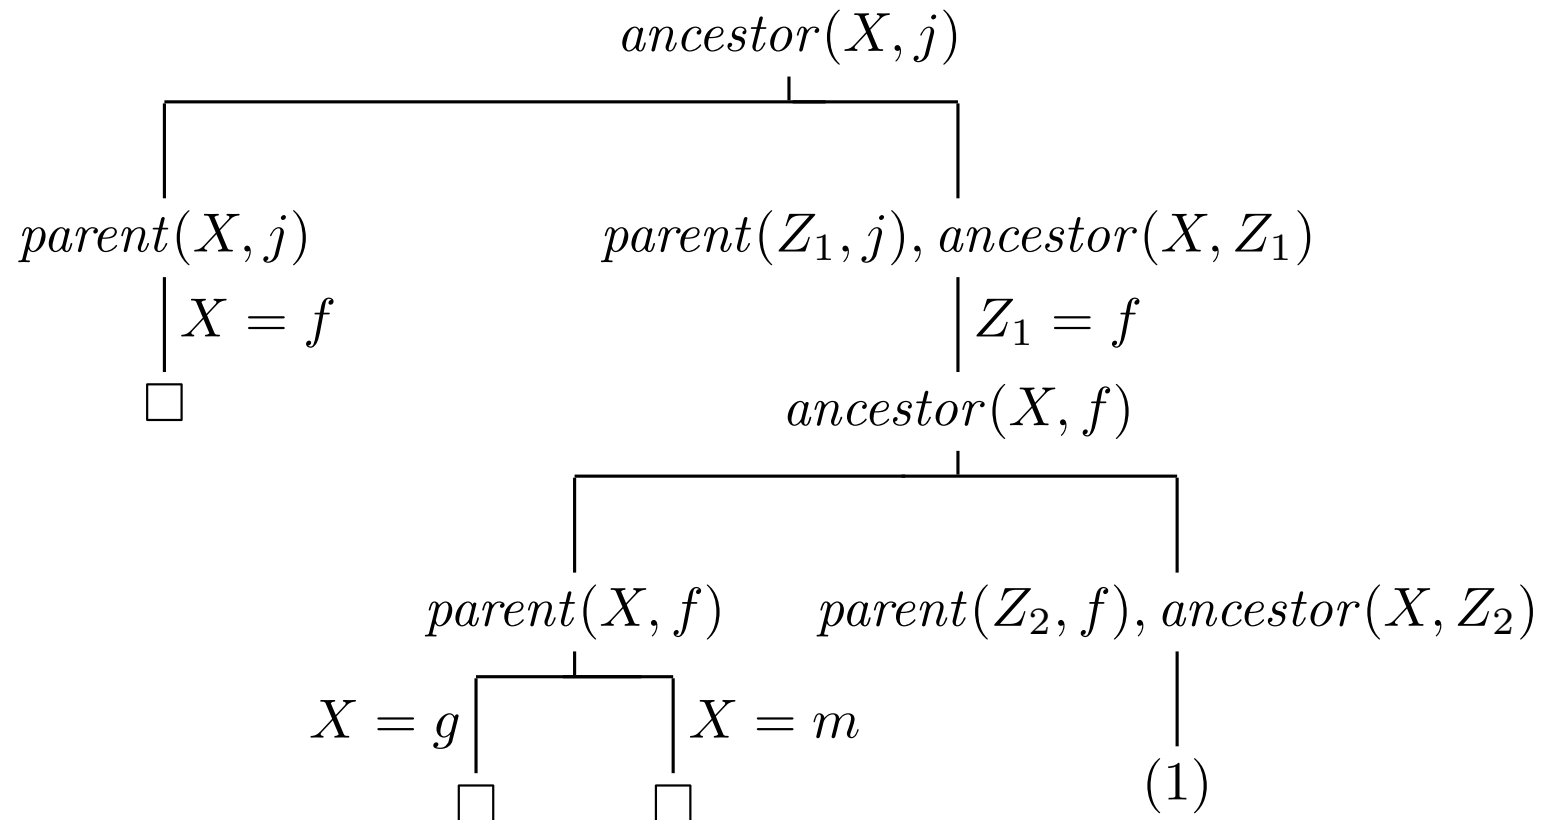 ancestor(X, j)
parent(X, j) parent(Z₁, j), ancestor(X, Z₁)
X = f Z₁ = f
ancestor(X, f)
parent(X, f) parent(Z₂, f), ancestor(X, Z₂)
X = g X = m
(1)